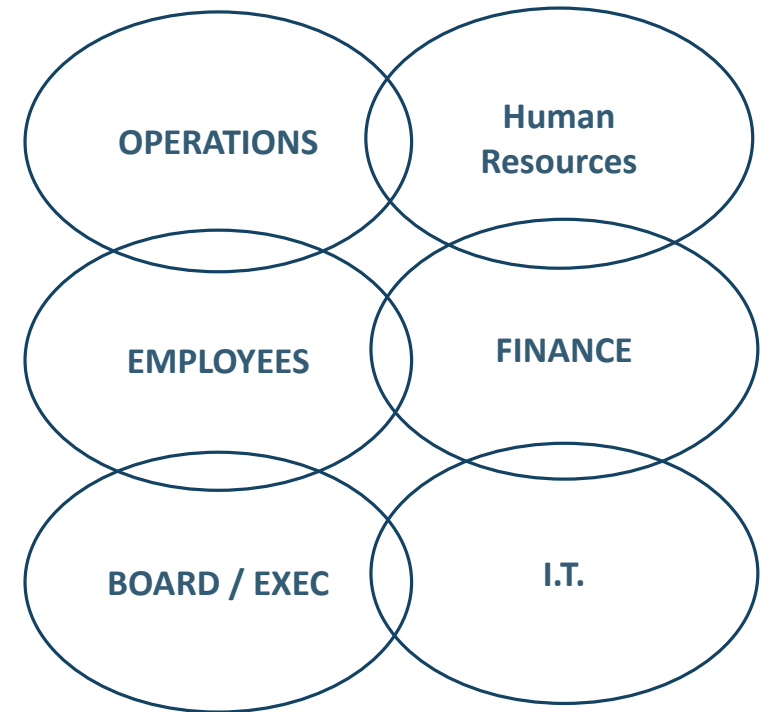 OPERATIONS
Human
Resources
EMPLOYEES
FINANCE
BOARD / EXEC
I.T.